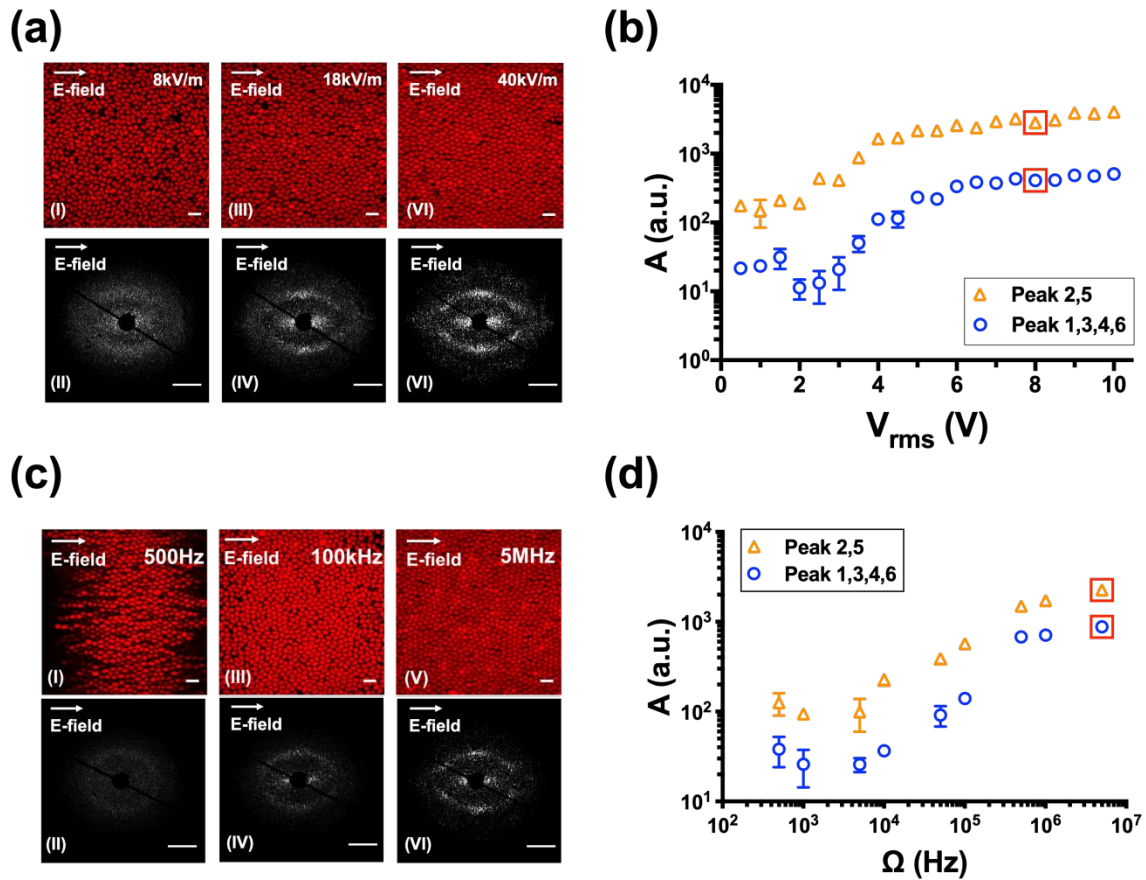 (a)
E-field 8kV/m
(I)
E-field 18kV/m
(III)
E-field 40kV/m
(VI)
E-field
(II)
E-field
(IV)
E-field
(VI)
(b)
A (a.u.)
10⁴
10³
10²
10¹
10⁰
0 2 4 6 8 10
V_rms (V)
Peak 2,5
Peak 1,3,4,6
(c)
E-field 500Hz
(I)
E-field 100kHz
(III)
E-field 5MHz
(V)
E-field
(II)
E-field
(IV)
E-field
(VI)
(d)
Peak 2,5
Peak 1,3,4,6
A (a.u.)
10⁴
10³
10²
10¹
10² 10³ 10⁴ 10⁵ 10⁶ 10⁷
Ω (Hz)